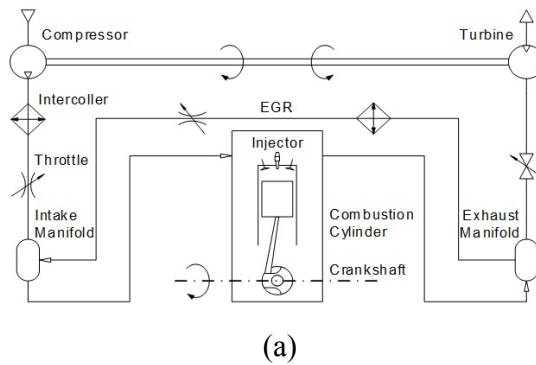 Compressor
Turbine
Intercoller
EGR
Injector
Throttle
Intake
Manifold
Combustion
Cylinder
Exhaust
Manifold
Crankshaft
(a)